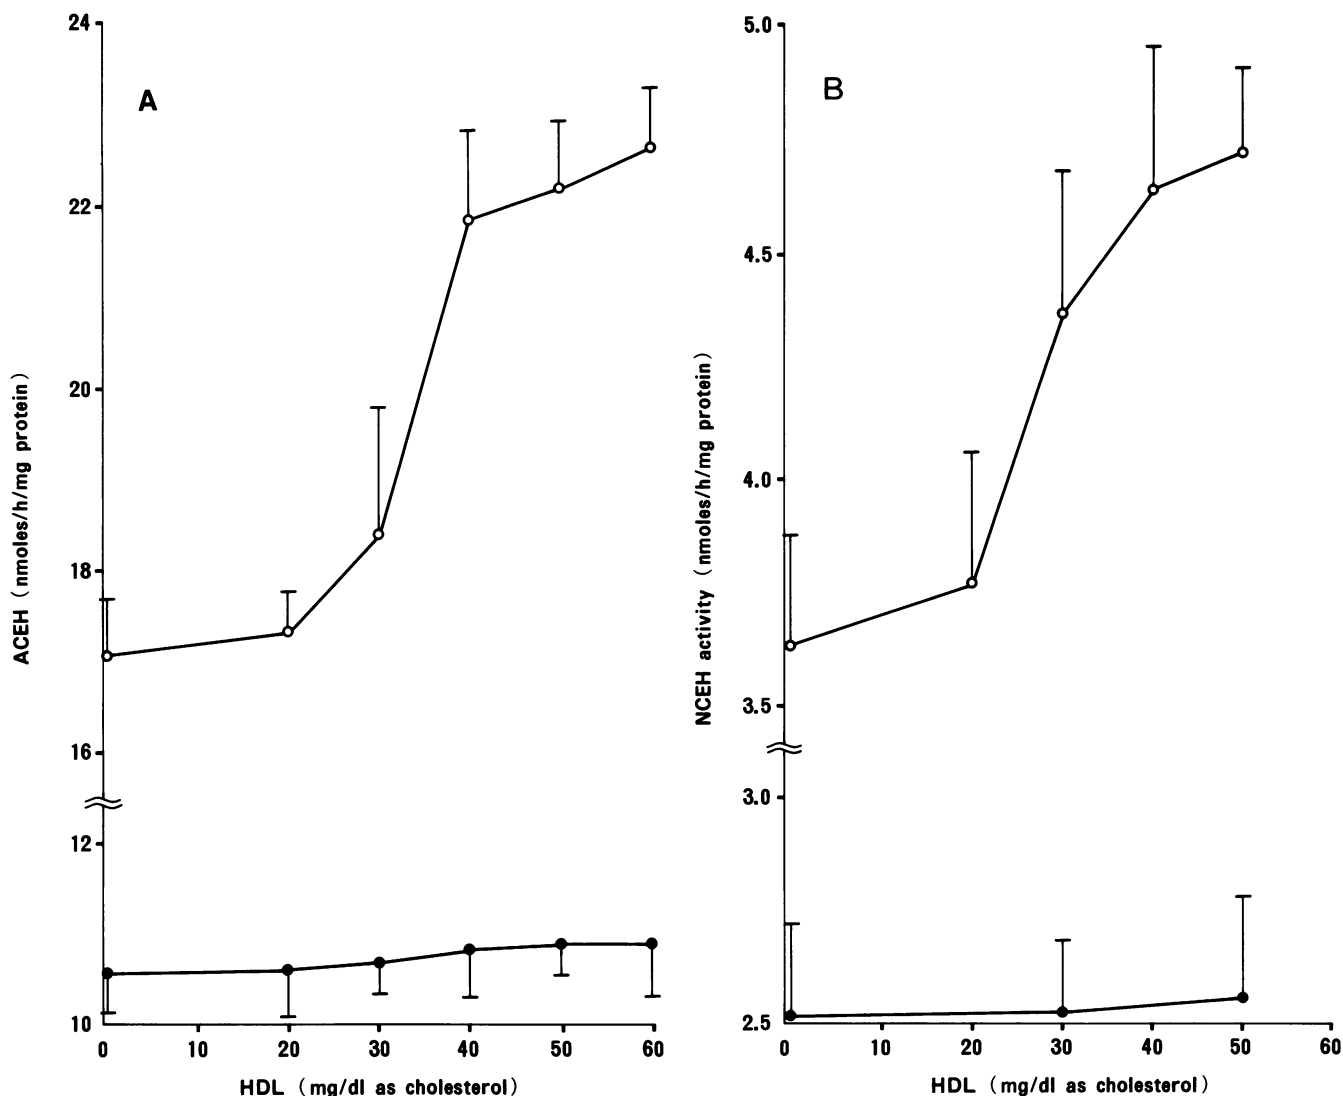 A
24
22
20
18
16
12
10
ACEH (nmoles/h/mg protein)
0 10 20 30 40 50 60
HDL (mg/dl as cholesterol)
B
5.0
4.5
4.0
3.5
3.0
2.5
NCEH activity (nmoles/h/mg protein)
0 10 20 30 40 50 60
HDL (mg/dl as cholesterol)